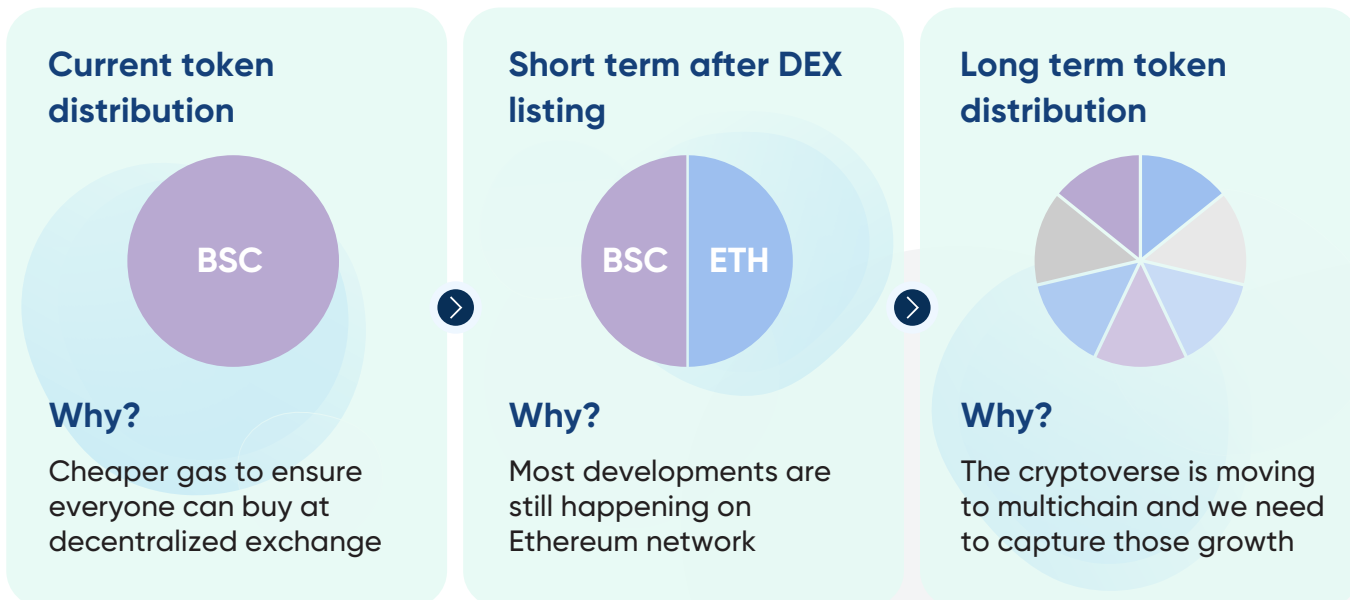 Current token
distribution
BSC
Why?
Cheaper gas to ensure
everyone can buy at
decentralized exchange
Short term after DEX
listing
BSC ETH
Why?
Most developments are
still happening on
Ethereum network
Long term token
distribution
Why?
The cryptoverse is moving
to multichain and we need
to capture those growth